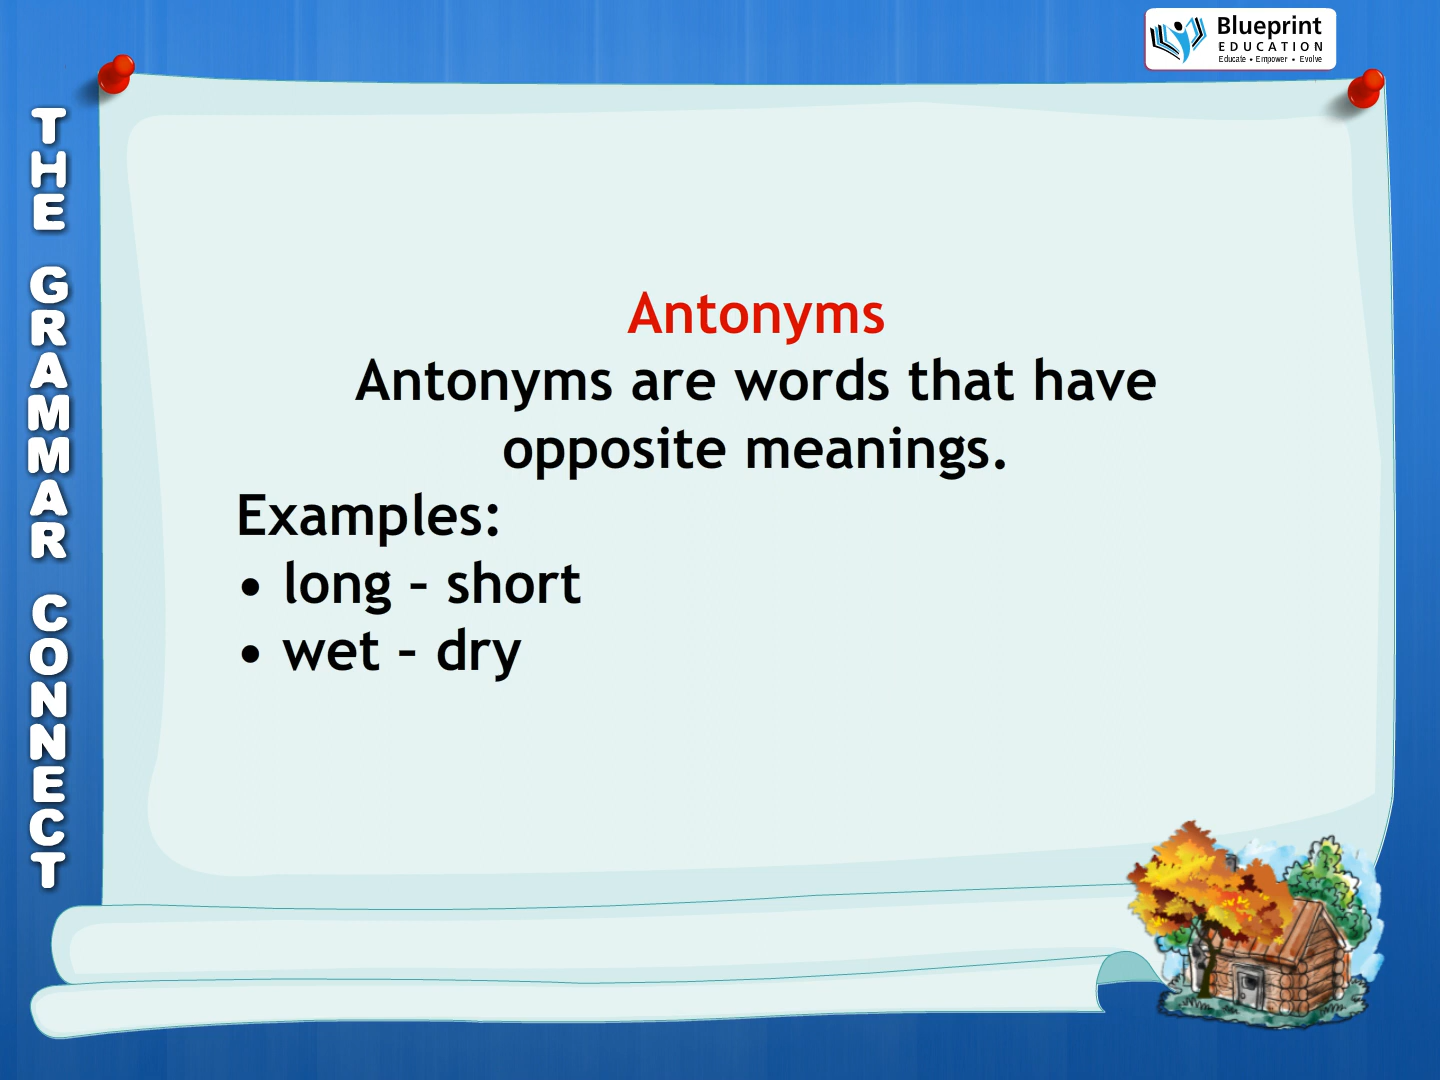 Blueprint
EDUCATION
Educate • Empower • Evolve
THE GRAMMAR CONNECT
Antonyms
Antonyms are words that have
opposite meanings.
Examples:
• long – short
• wet – dry